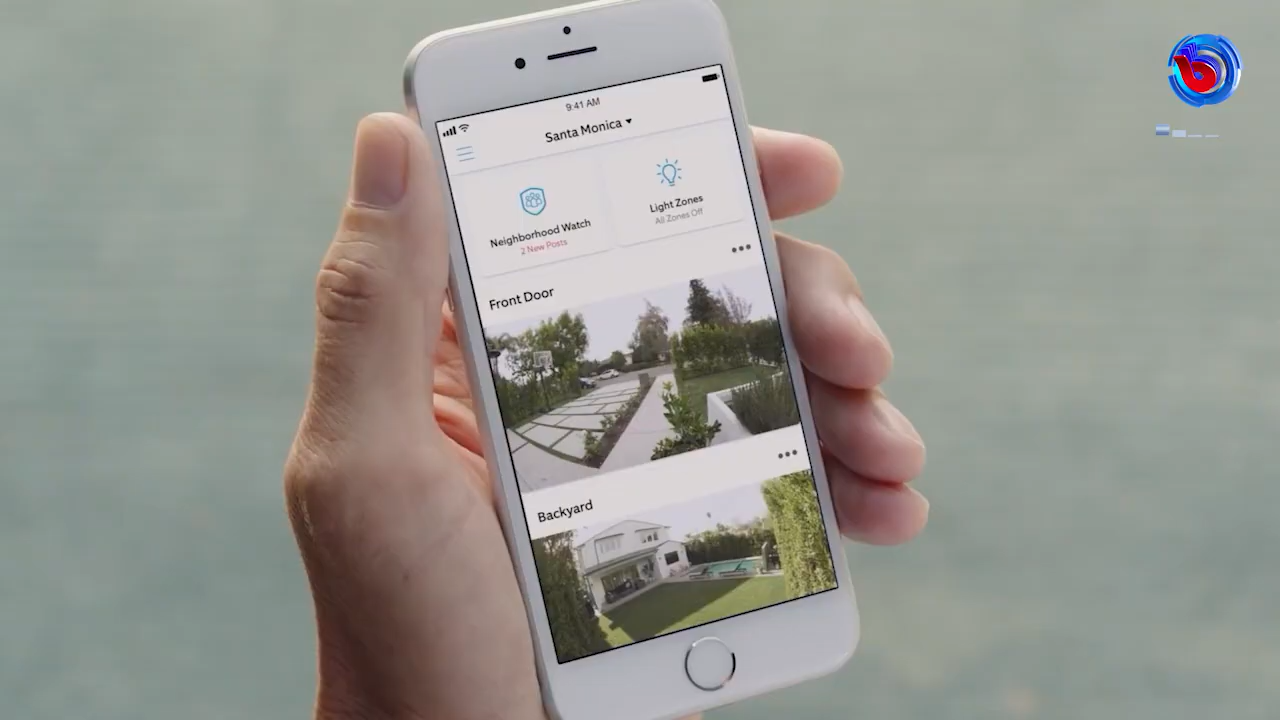 9:41 AM
Santa Monica
Neighborhood Watch
2 New Posts
Light Zones
All Zones Off
Front Door
Backyard